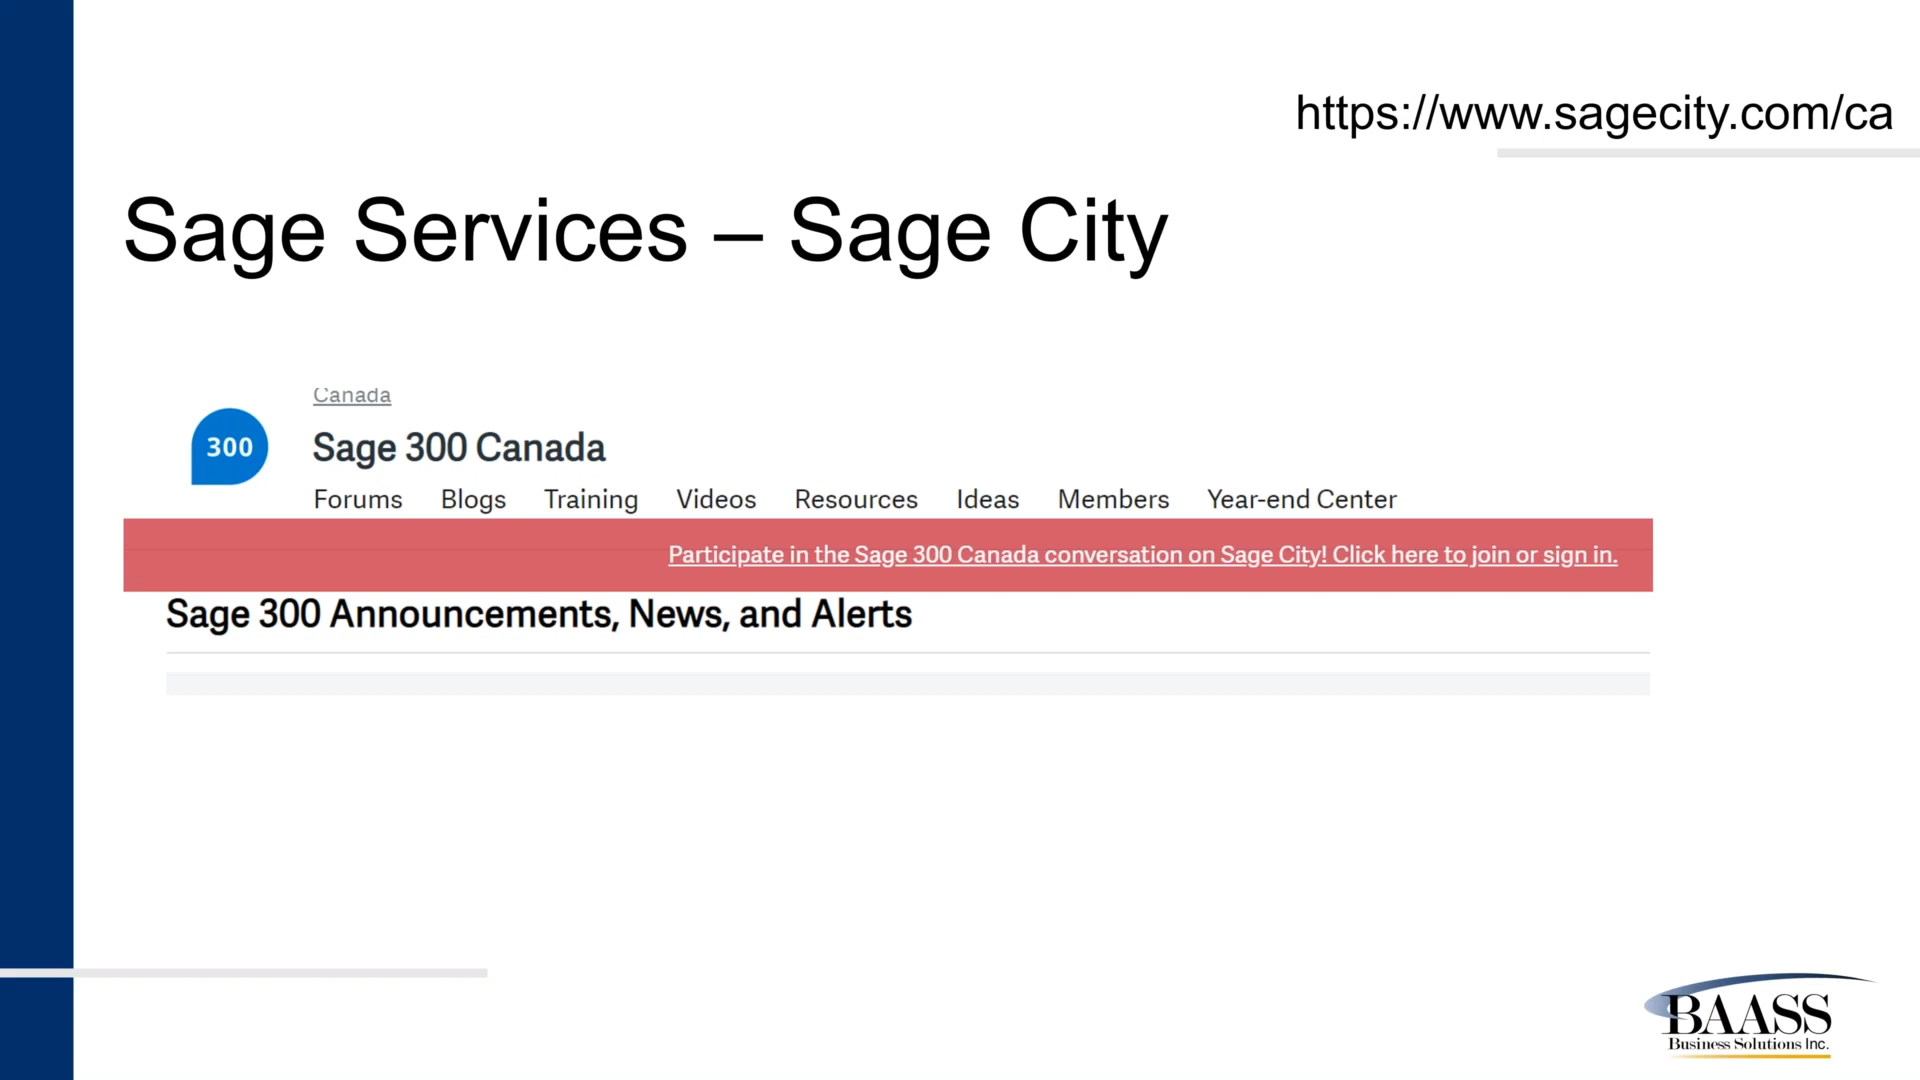 https://www.sagecity.com/ca
Sage Services – Sage City
Canada
300
Sage 300 Canada
Forums Blogs Training Videos Resources Ideas Members Year-end Center
Participate in the Sage 300 Canada conversation on Sage City! Click here to join or sign in.
Sage 300 Announcements, News, and Alerts
BAASS
Business Solutions Inc.